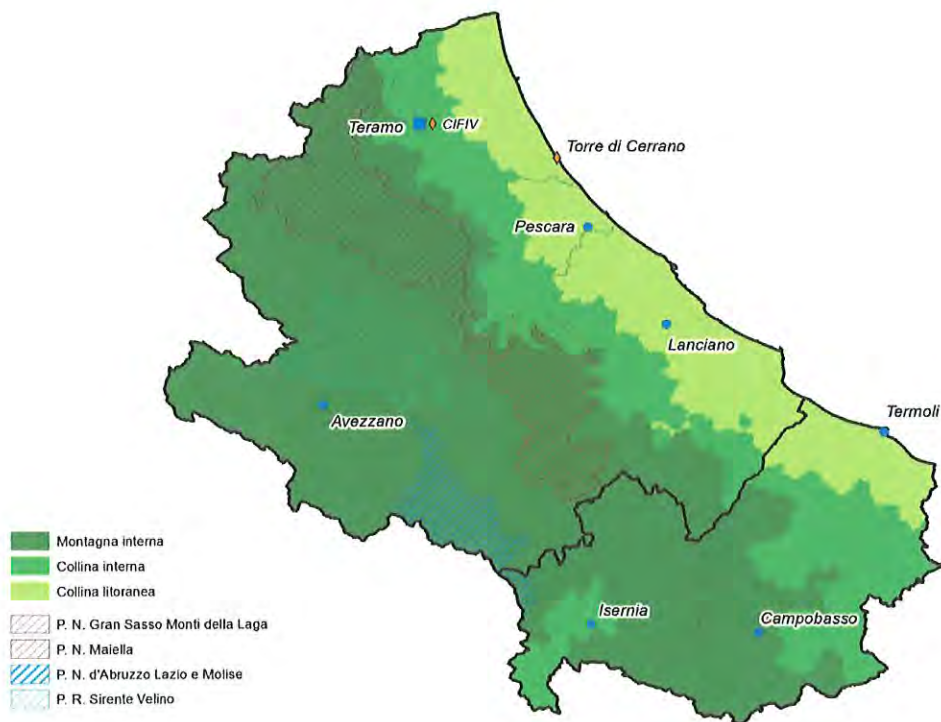 Teramo
CIFIV
Torre di Cerrano
Pescara
Lanciano
Avezzano
Termoli
Montagna interna
Collina interna
Collina litoranea
P. N. Gran Sasso Monti della Laga
P. N. Maiella
P. N. d'Abruzzo Lazio e Molise
P. R. Sirente Velino
Isernia
Campobasso